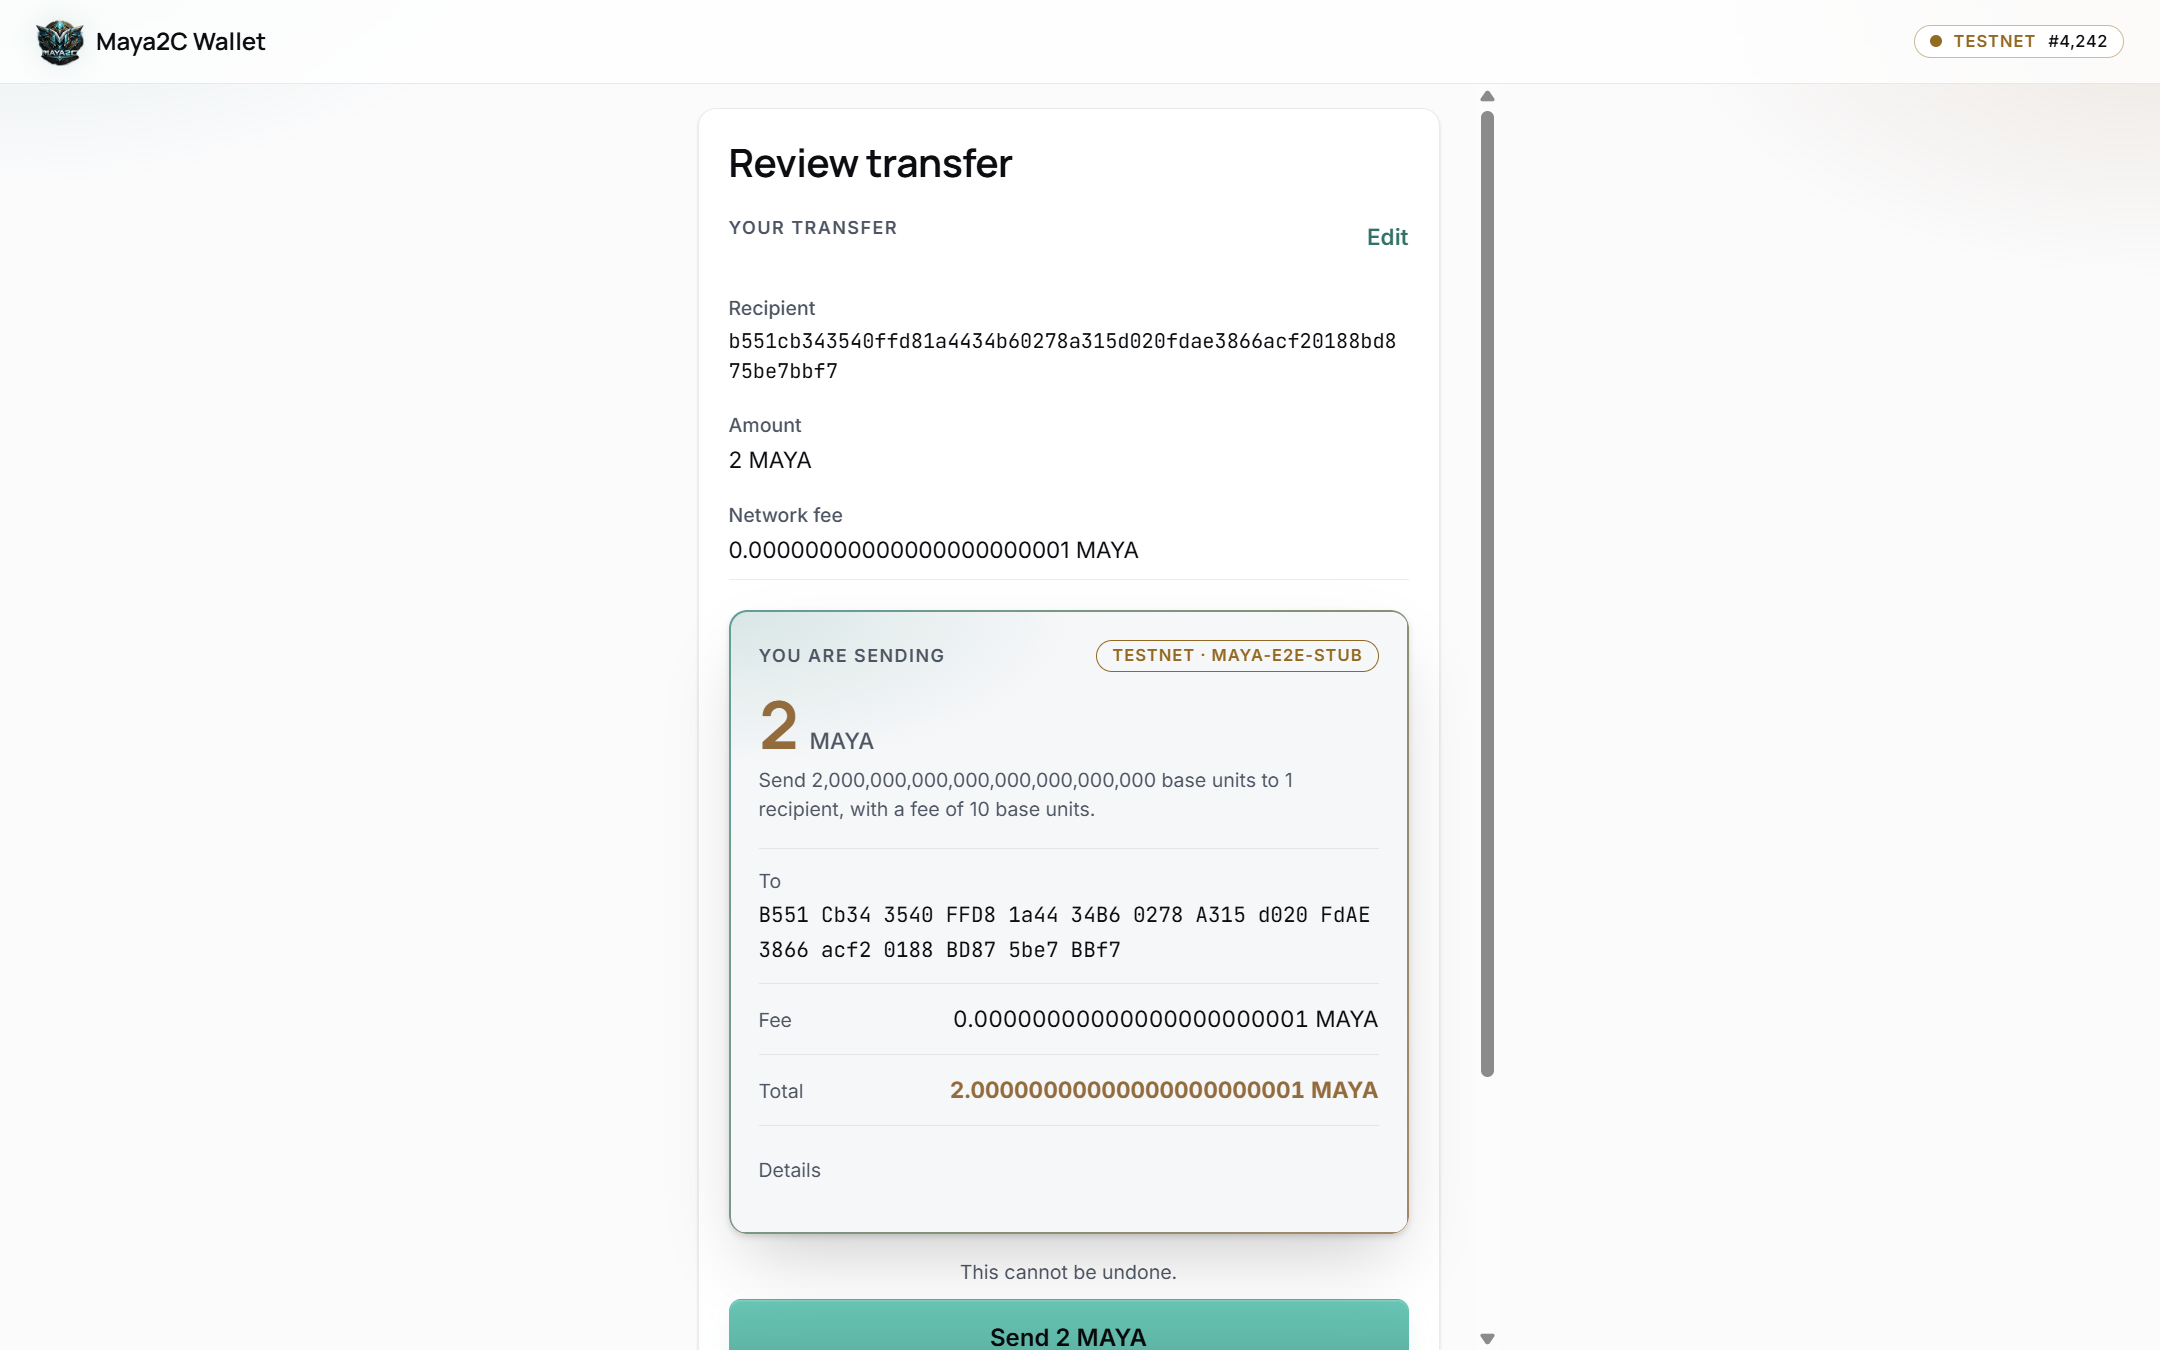 MAYA2C
Maya2C Wallet
TESTNET #4,242
Review transfer
YOUR TRANSFER
Edit
Recipient
b551cb343540ffd81a4434b60278a315d020fdae3866acf20188bd8
75be7bbf7
Amount
2 MAYA
Network fee
0.00000000000000000000001 MAYA
YOU ARE SENDING
TESTNET · MAYA-E2E-STUB
2 MAYA
Send 2,000,000,000,000,000,000,000,000 base units to 1
recipient, with a fee of 10 base units.
To
B551 Cb34 3540 FFD8 1a44 34B6 0278 A315 d020 FdAE
3866 acf2 0188 BD87 5be7 BBf7
Fee
0.00000000000000000000001 MAYA
Total
2.00000000000000000000001 MAYA
Details
This cannot be undone.
Send 2 MAYA